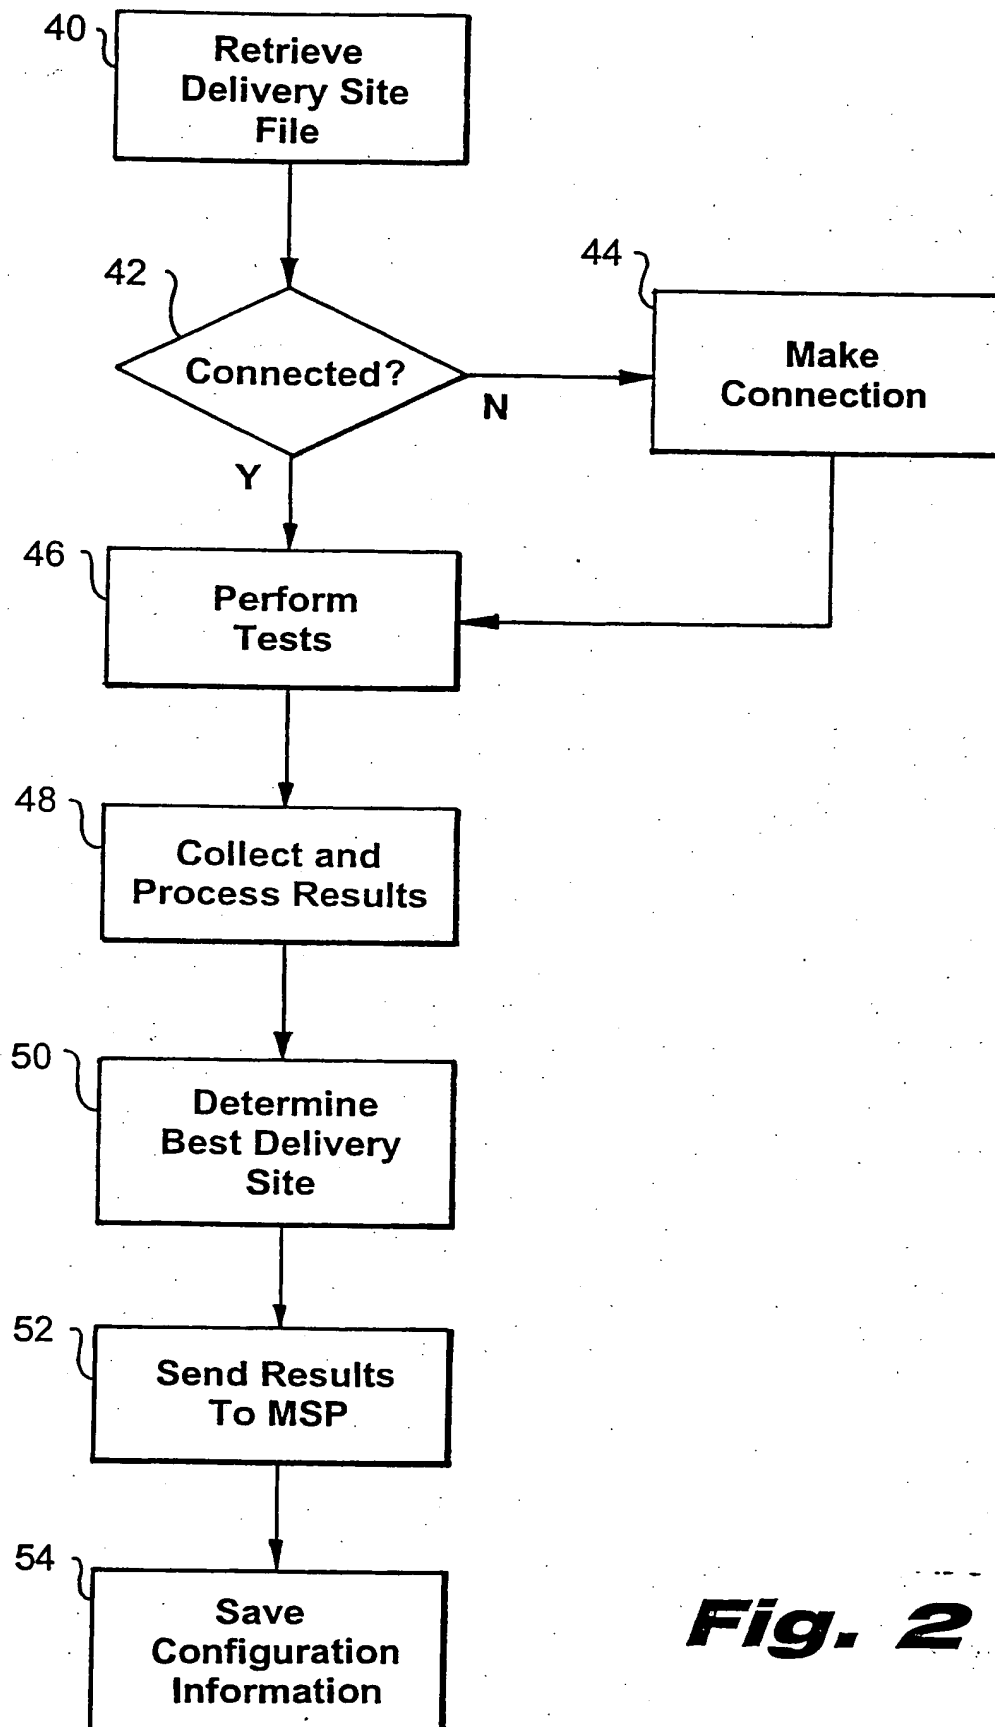 40
Retrieve
Delivery Site
File
42
Connected?
N
Y
44
Make
Connection
46
Perform
Tests
48
Collect and
Process Results
50
Determine
Best Delivery
Site
52
Send Results
To MSP
54
Save
Configuration
Information
Fig. 2